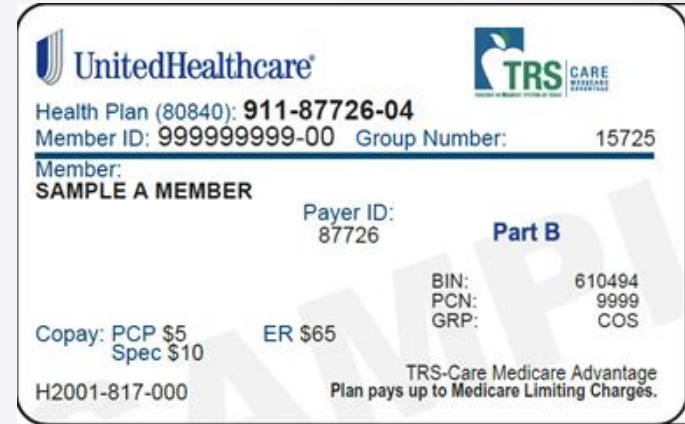 UnitedHealthcare®
TRS CARE
MEDICARE
ADVANTAGE
Health Plan (80840): 911-87726-04
Member ID: 999999999-00 Group Number: 15725
Member:
SAMPLE A MEMBER
Payer ID:
87726
Part B
BIN: 610494
PCN: 9999
GRP: COS
Copay: PCP $5 ER $65
Spec $10
TRS-Care Medicare Advantage
H2001-817-000 Plan pays up to Medicare Limiting Charges.